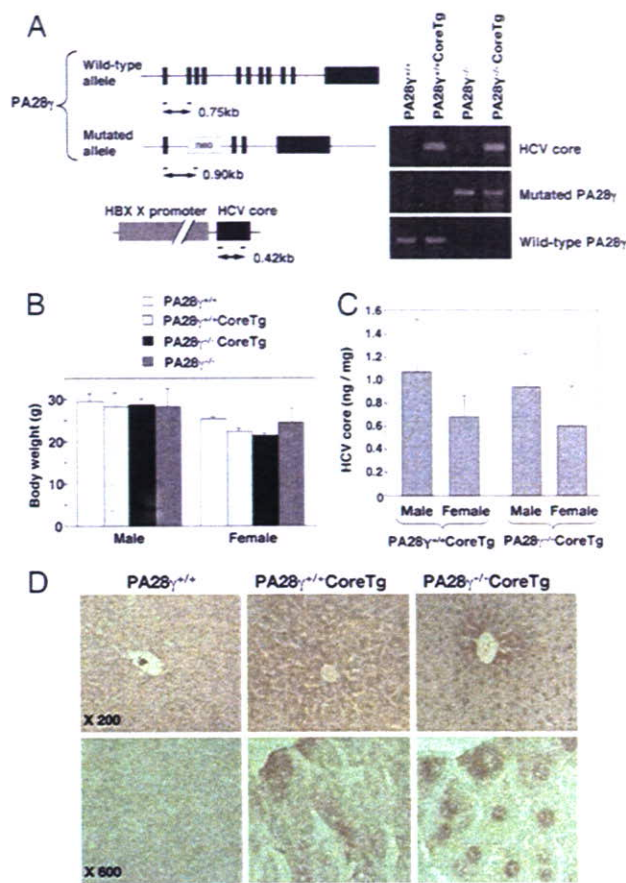 A
PA28γ
Wild-type allele
0.75kb
Mutated allele
neo
0.90kb
HBX X promoter
HCV core
0.42kb
PA28γ+/+
PA28γ+/+CoreTg
PA28γ-/-
PA28γ-/-CoreTg
HCV core
Mutated PA28γ
Wild-type PA28γ
B
PA28γ+/+
PA28γ+/+CoreTg
PA28γ-/-CoreTg
PA28γ-/-
Body weight (g)
30
20
10
0
Male
Female
C
HCV core (ng / mg)
1.6
1.4
1.2
1.0
0.8
0.6
0.4
0.2
0
Male Female Male Female
PA28γ+/+CoreTg PA28γ-/-CoreTg
D
PA28γ+/+ PA28γ+/+CoreTg PA28γ-/-CoreTg
X 200
X 600